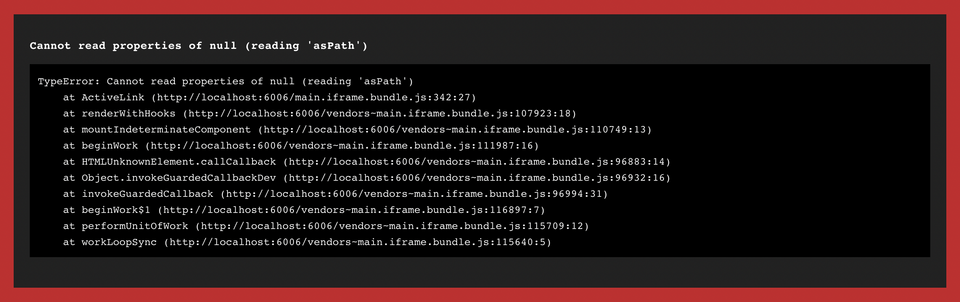 Cannot read properties of null (reading 'asPath')
TypeError: Cannot read properties of null (reading 'asPath')
at ActiveLink (http://localhost:6006/main.iframe.bundle.js:342:27)
at renderWithHooks (http://localhost:6006/vendors-main.iframe.bundle.js:107923:18)
at mountIndeterminateComponent (http://localhost:6006/vendors-main.iframe.bundle.js:110749:13)
at beginWork (http://localhost:6006/vendors-main.iframe.bundle.js:111987:16)
at HTMLUnknownElement.callCallback (http://localhost:6006/vendors-main.iframe.bundle.js:96883:14)
at Object.invokeGuardedCallbackDev (http://localhost:6006/vendors-main.iframe.bundle.js:96932:16)
at invokeGuardedCallback (http://localhost:6006/vendors-main.iframe.bundle.js:96994:31)
at beginWork$1 (http://localhost:6006/vendors-main.iframe.bundle.js:116897:7)
at performUnitOfWork (http://localhost:6006/vendors-main.iframe.bundle.js:115709:12)
at workLoopSync (http://localhost:6006/vendors-main.iframe.bundle.js:115640:5)